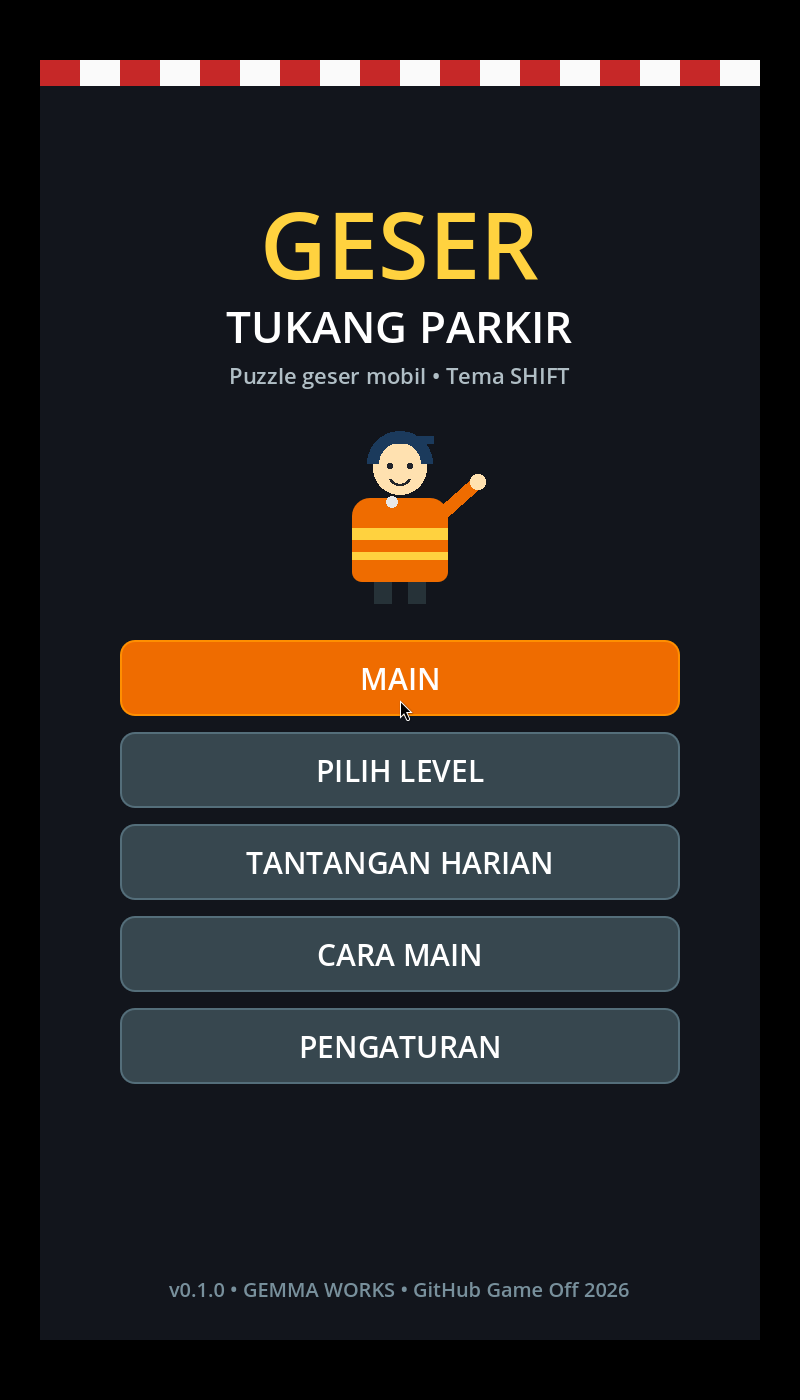 GESER
TUKANG PARKIR
Puzzle geser mobil • Tema SHIFT
MAIN
PILIH LEVEL
TANTANGAN HARIAN
CARA MAIN
PENGATURAN
v0.1.0 • GEMMA WORKS • GitHub Game Off 2026